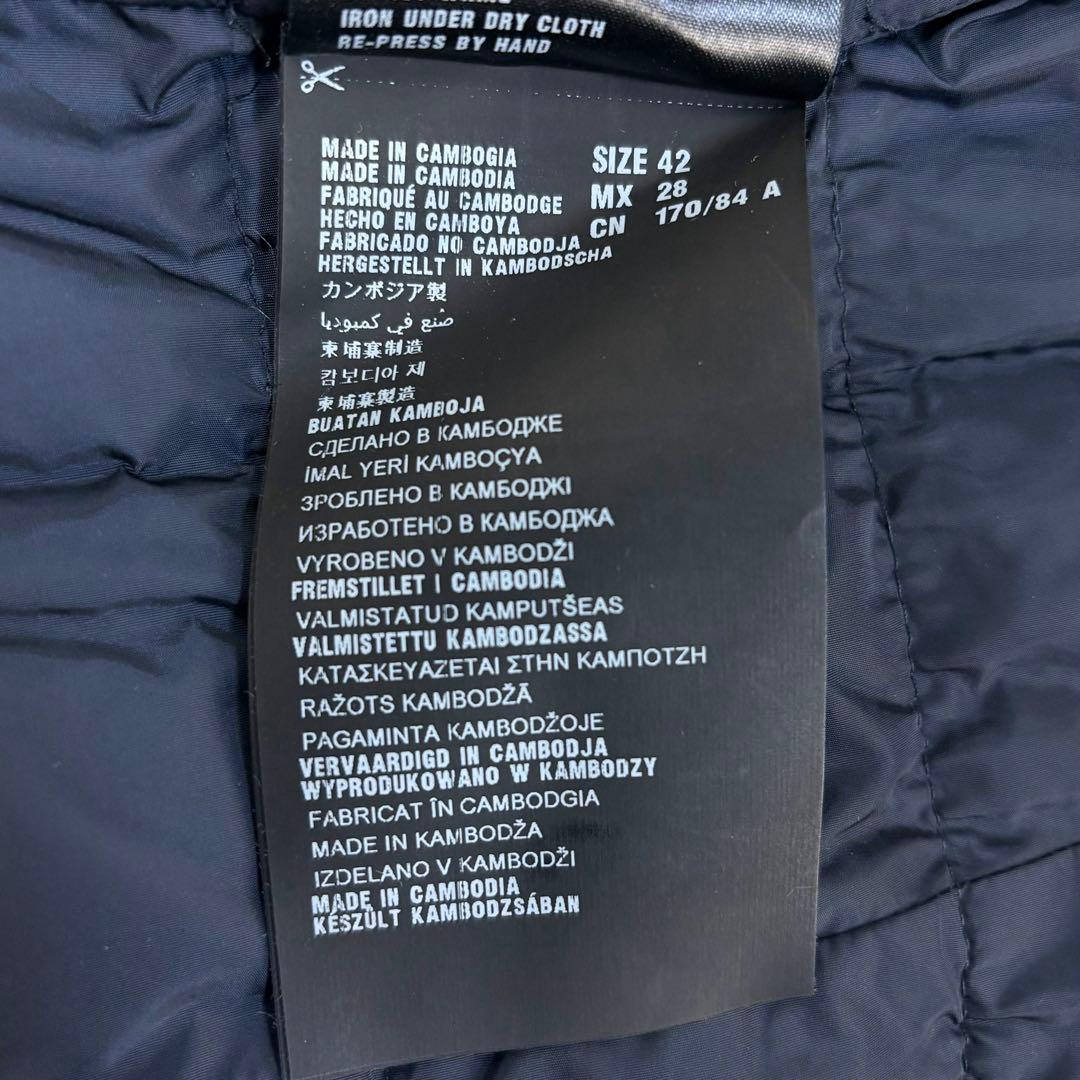 IRON UNDER DRY CLOTH
RE-PRESS BY HAND
MADE IN CAMBOGIA
MADE IN CAMBODIA
FABRIQUÉ AU CAMBODGE
HECHO EN CAMBOYA
FABRICADO NO CAMBODJA
HERGESTELLT IN KAMBODSCHA
SIZE 42
MX 28
CN 170/84 A
カンボジア製
صُنع في كمبوديا
柬埔寨制造
캄보디아 제
柬埔寨製造
BUATAN KAMBOJA
СДЕЛАНО В КАМБОДЖЕ
İMAL YERİ KAMBOÇYA
ЗРОБЛЕНО В КАМБОДЖІ
ИЗРАБОТЕНО В КАМБОДЖА
VYROBENO V KAMBODŽI
FREMSTILLET I CAMBODIA
VALMISTATUD KAMPUTŠEAS
VALMISTETTU KAMBODZASSA
ΚΑΤΑΣΚΕΥΑΖΕΤΑΙ ΣΤΗΝ ΚΑΜΠΟΤΖΗ
RAŽOTS KAMBODŽĀ
PAGAMINTA KAMBODŽOJE
VERVAARDIGD IN CAMBODJA
WYPRODUKOWANO W KAMBODZY
FABRICAT ÎN CAMBODGIA
MADE IN KAMBODŽA
IZDELANO V KAMBODŽI
MADE IN CAMBODIA
KÉSZÜLT KAMBODZSÁBAN